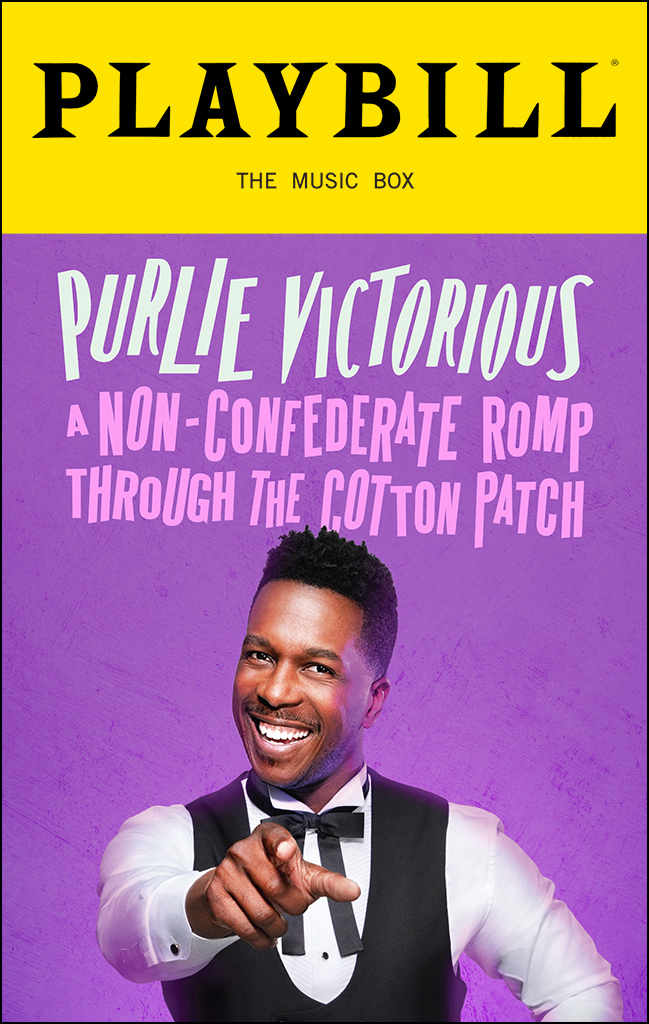 PLAYBILL®
THE MUSIC BOX
PURLIE VICTORIOUS
A NON-CONFEDERATE ROMP
THROUGH THE COTTON PATCH